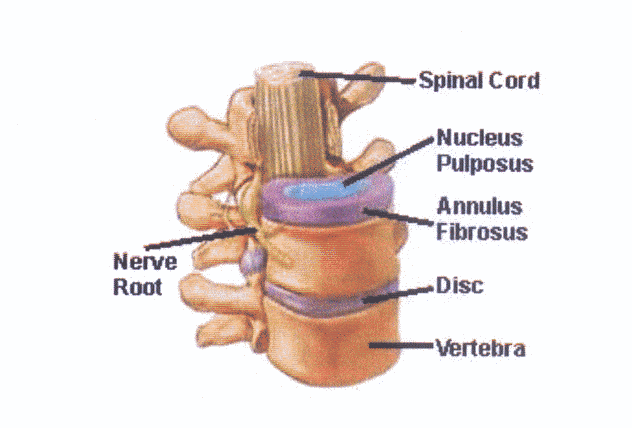 Spinal Cord
Nucleus
Pulposus
Annulus
Fibrosus
Nerve
Root
Disc
Vertebra